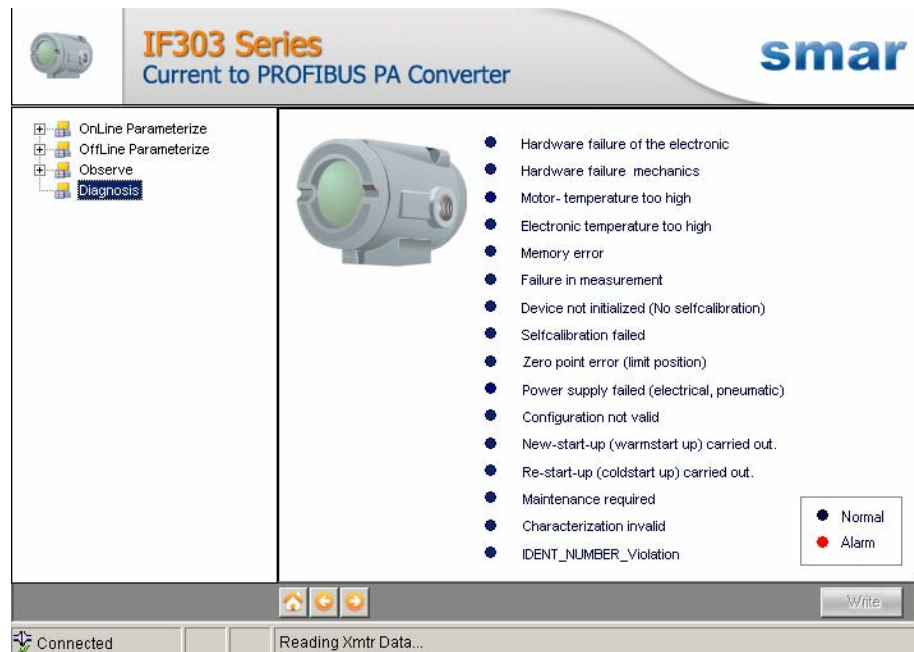 IF303 Series
Current to PROFIBUS PA Converter
smar
OnLine Parameterize
OffLine Parameterize
Observe
Diagnosis
Hardware failure of the electronic
Hardware failure mechanics
Motor- temperature too high
Electronic temperature too high
Memory error
Failure in measurement
Device not initialized (No selfcalibration)
Selfcalibration failed
Zero point error (limit position)
Power supply failed (electrical, pneumatic)
Configuration not valid
New-start-up (warmstart up) carried out.
Re-start-up (coldstart up) carried out.
Maintenance required
Characterization invalid
IDENT_NUMBER_Violation
Normal
Alarm
Write
Connected
Reading Xmtr Data...